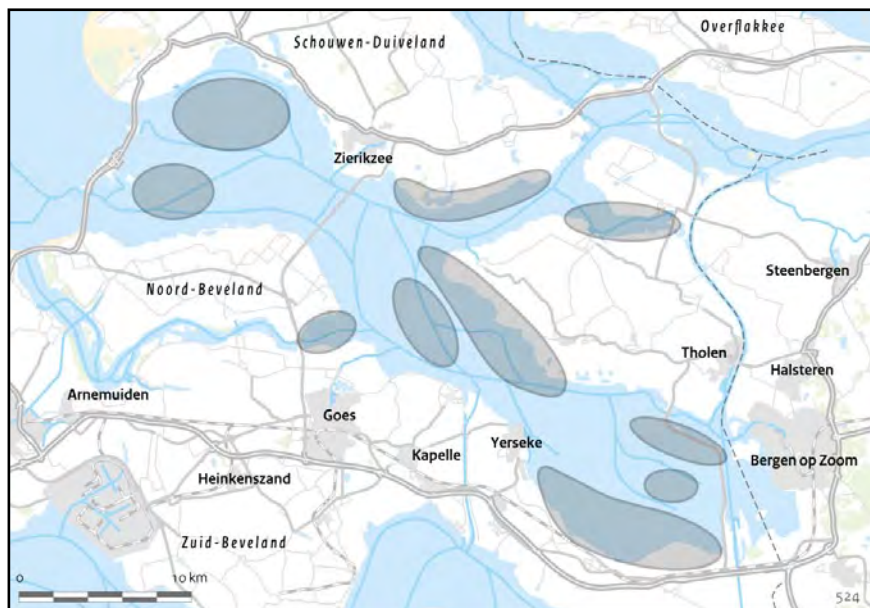 Overflakkee
Schouwen-Duiveland
Zierikzee
Steenbergen
Noord-Beveland
Tholen
Halsteren
Arnemuiden
Goes
Kapelle
Yerseke
Bergen op Zoom
Heinkenszand
Zuid-Beveland
0
10 km
524